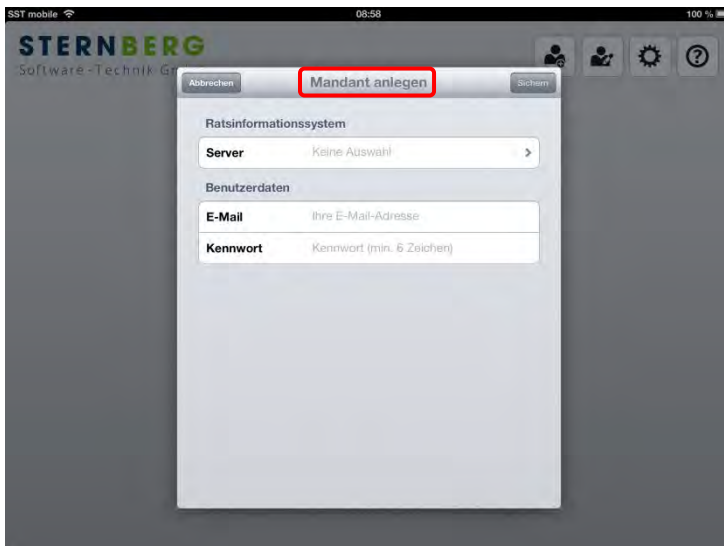 SST mobile 08:58 100 %
STERNBERG
Software-Technik G
Abbrechen Mandant anlegen Sichern
Ratsinformationssystem
Server Keine Auswahl
Benutzerdaten
E-Mail Ihre E-Mail-Adresse
Kennwort Kennwort (min. 6 Zeichen)